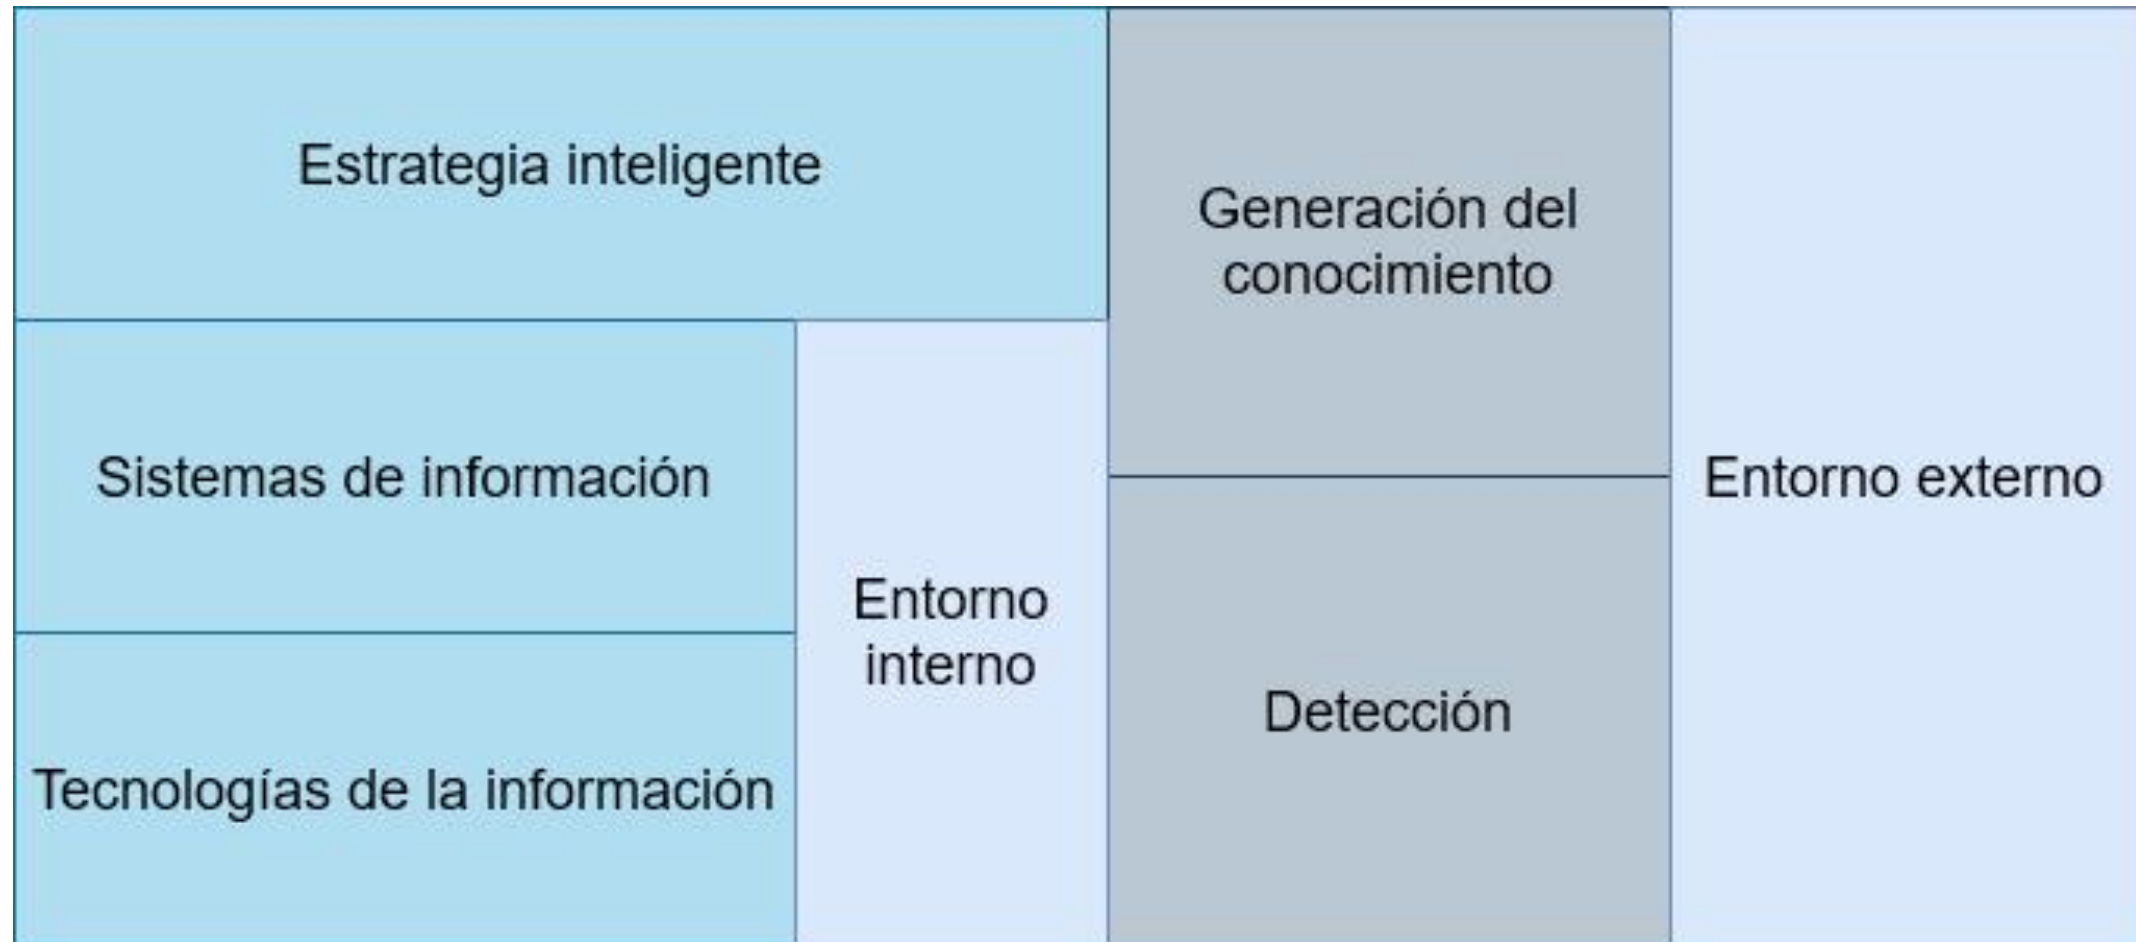 Estrategia inteligente
Generación del
conocimiento
Sistemas de información
Entorno externo
Entorno
interno
Detección
Tecnologías de la información